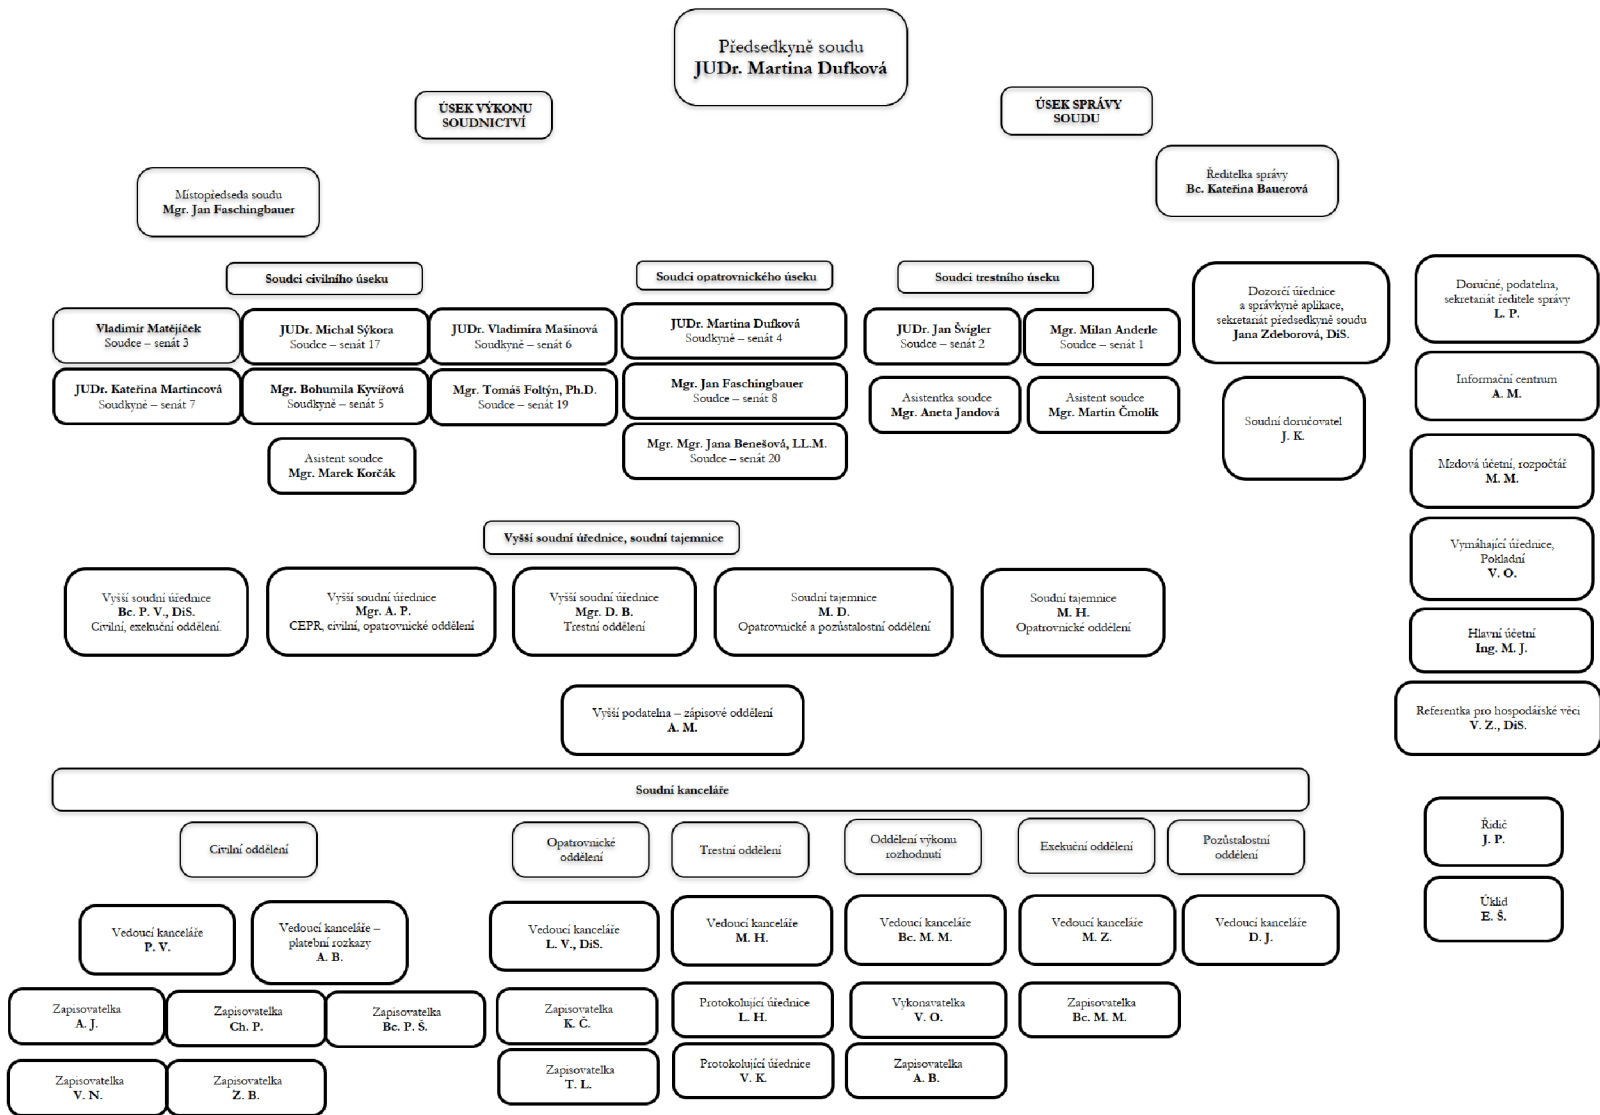 Předsedkyně soudu
JUDr. Martina Dufková
ÚSEK VÝKONU
SOUDNICTVÍ
ÚSEK SPRÁVY
SOUDU
Místopředseda soudu
Mgr. Jan Faschingbauer
Ředitelka správy
Bc. Kateřina Bauerová
Soudci civilního úseku
Soudci opatrovnického úseku
Soudci trestního úseku
Vladimír Matějíček
Soudce – senát 3
JUDr. Michal Sýkora
Soudce – senát 17
JUDr. Vladimíra Mašinová
Soudkyně – senát 6
JUDr. Martina Dufková
Soudkyně – senát 4
JUDr. Jan Švígler
Soudce – senát 2
Mgr. Milan Anderle
Soudce – senát 1
JUDr. Kateřina Martincová
Soudkyně – senát 7
Mgr. Bohumila Kyvířová
Soudkyně – senát 5
Mgr. Tomáš Foltýn, Ph.D.
Soudce – senát 19
Mgr. Jan Faschingbauer
Soudce – senát 8
Asistentka soudce
Mgr. Aneta Jandová
Asistent soudce
Mgr. Martin Čmolík
Asistent soudce
Mgr. Marek Korčák
Mgr. Mgr. Jana Benešová, LL.M.
Soudce – senát 20
Dozorčí úřednice
a správkyně aplikace,
sekretariát předsedkyně soudu
Jana Zdeborová, DiS.
Soudní doručovatel
J. K.
Doručné, podatelna,
sekretariát ředitele správy
L. P.
Informační centrum
A. M.
Mzdová účetní, rozpočtář
M. M.
Vymáhající úřednice,
Pokladní
V. O.
Hlavní účetní
Ing. M. J.
Referentka pro hospodářské věci
V. Z., DiS.
Řidič
J. P.
Úklid
E. Š.
Vyšší soudní úřednice, soudní tajemnice
Vyšší soudní úřednice
Bc. P. V., DiS.
Civilní, exekuční oddělení.
Vyšší soudní úřednice
Mgr. A. P.
CEPR, civilní, opatrovnické oddělení
Vyšší soudní úřednice
Mgr. D. B.
Trestní oddělení
Soudní tajemnice
M. D.
Opatrovnické a pozůstalostní oddělení
Soudní tajemnice
M. H.
Opatrovnické oddělení
Vyšší podatelna – zápisové oddělení
A. M.
Soudní kanceláře
Civilní oddělení
Opatrovnické
oddělení
Trestní oddělení
Oddělení výkonu
rozhodnutí
Exekuční oddělení
Pozůstalostní
oddělení
Vedoucí kanceláře
P. V.
Vedoucí kanceláře –
platební rozkazy
A. B.
Vedoucí kanceláře
L. V., DiS.
Vedoucí kanceláře
M. H.
Vedoucí kanceláře
Bc. M. M.
Vedoucí kanceláře
M. Z.
Vedoucí kanceláře
D. J.
Zapisovatelka
A. J.
Zapisovatelka
Ch. P.
Zapisovatelka
Bc. P. Š.
Zapisovatelka
K. Č.
Protokolující úřednice
L. H.
Vykonavatelka
V. O.
Zapisovatelka
Bc. M. M.
Zapisovatelka
V. N.
Zapisovatelka
Z. B.
Zapisovatelka
T. L.
Protokolující úřednice
V. K.
Zapisovatelka
A. B.